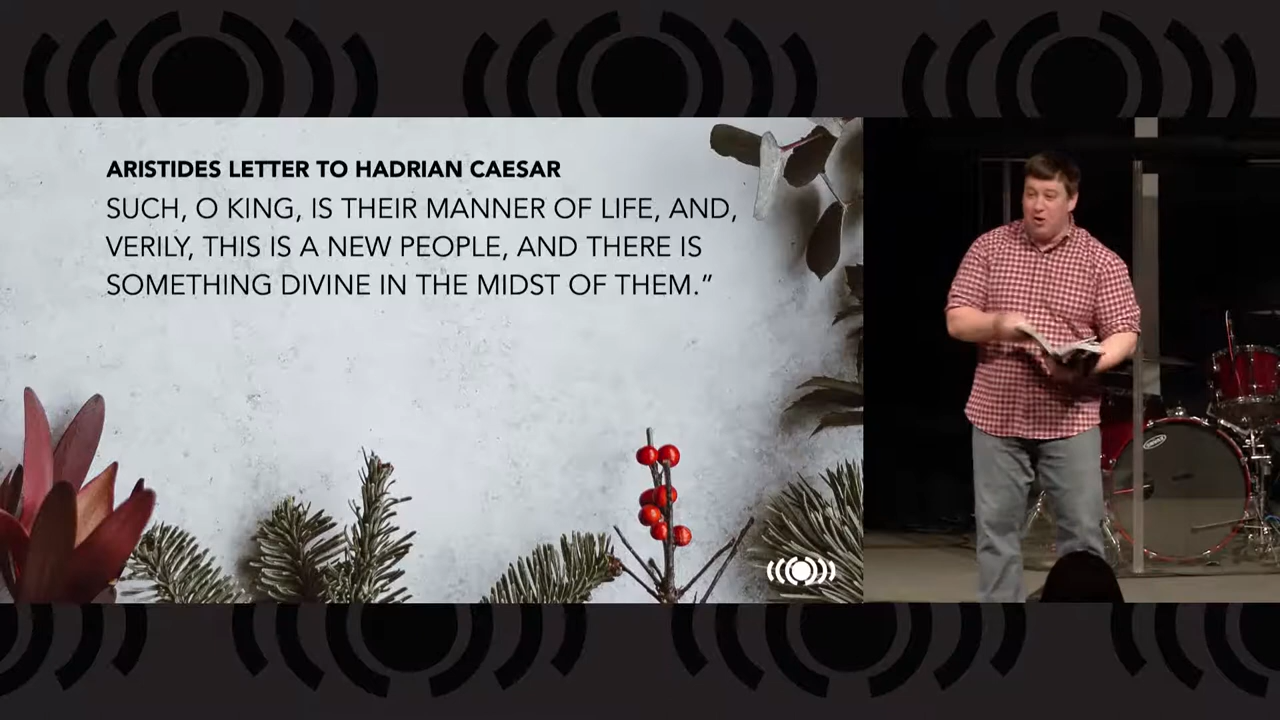 ARISTIDES LETTER TO HADRIAN CAESAR
SUCH, O KING, IS THEIR MANNER OF LIFE, AND,
VERILY, THIS IS A NEW PEOPLE, AND THERE IS
SOMETHING DIVINE IN THE MIDST OF THEM.”